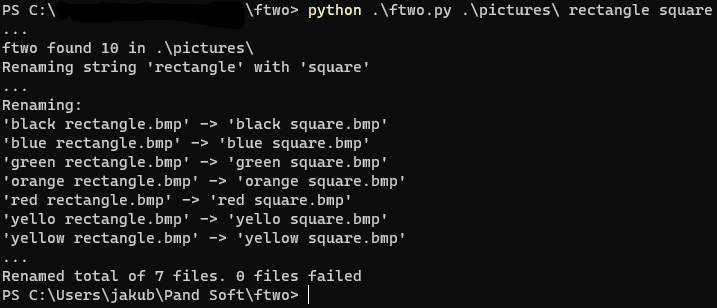 PS C:\ \ftwo> python .\ftwo.py .\pictures\ rectangle square
...
ftwo found 10 in .\pictures\
Renaming string 'rectangle' with 'square'
...
Renaming:
'black rectangle.bmp' -> 'black square.bmp'
'blue rectangle.bmp' -> 'blue square.bmp'
'green rectangle.bmp' -> 'green square.bmp'
'orange rectangle.bmp' -> 'orange square.bmp'
'red rectangle.bmp' -> 'red square.bmp'
'yello rectangle.bmp' -> 'yello square.bmp'
'yellow rectangle.bmp' -> 'yellow square.bmp'
...
Renamed total of 7 files. 0 files failed
PS C:\Users\jakub\Pand Soft\ftwo>